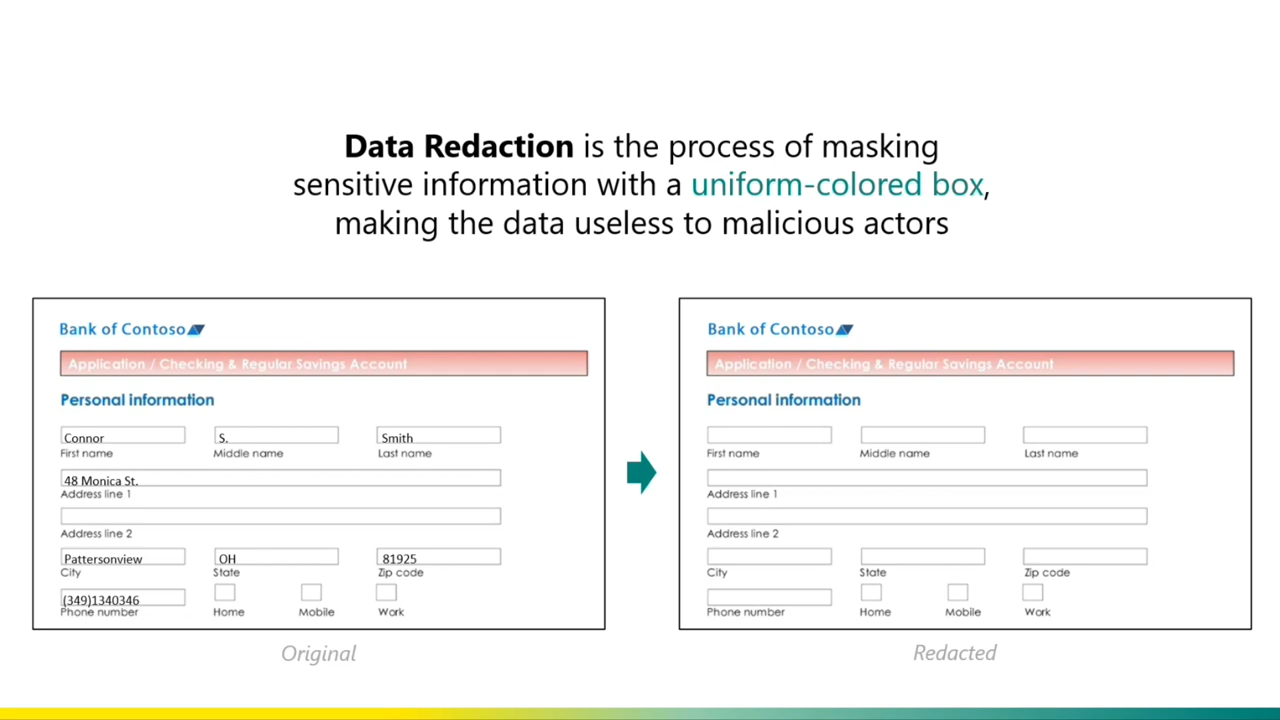 Data Redaction is the process of masking
sensitive information with a uniform-colored box,
making the data useless to malicious actors
Bank of Contoso
Application / Checking & Regular Savings Account
Personal information
Connor S. Smith
First name Middle name Last name
48 Monica St.
Address line 1
Address line 2
Pattersonview OH 81925
City State Zip code
(349)1340346
Phone number Home Mobile Work
Original
Bank of Contoso
Application / Checking & Regular Savings Account
Personal information
First name Middle name Last name
Address line 1
Address line 2
City State Zip code
Phone number Home Mobile Work
Redacted